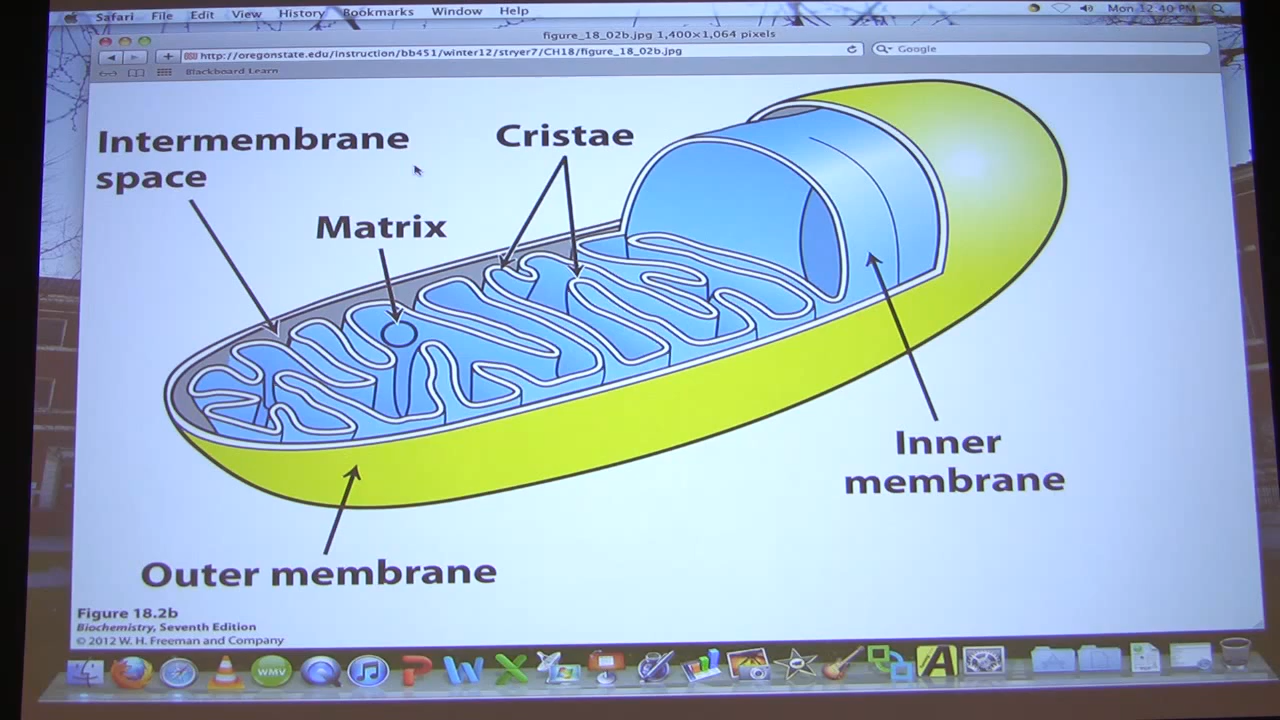 Safari File Edit View History Bookmarks Window Help
Mon 12:40 PM
figure_18_02b.jpg 1,400×1,064 pixels
http://oregonstate.edu/instruction/bb451/winter12/stryer7/CH18/figure_18_02b.jpg
Google
Blackboard Learn
Intermembrane
space
Cristae
Matrix
Inner
membrane
Outer membrane
Figure 18.2b
Biochemistry, Seventh Edition
© 2012 W. H. Freeman and Company
WMV